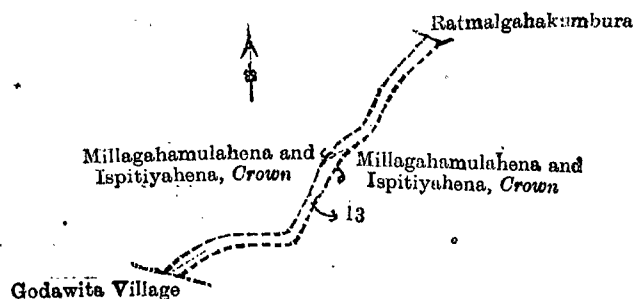 Ratmalgahakumbura
Millagahamulahena and
Ispitiyahena, Crown
Millagahamulahena and
Ispitiyahena, Crown
13
Godawita Village